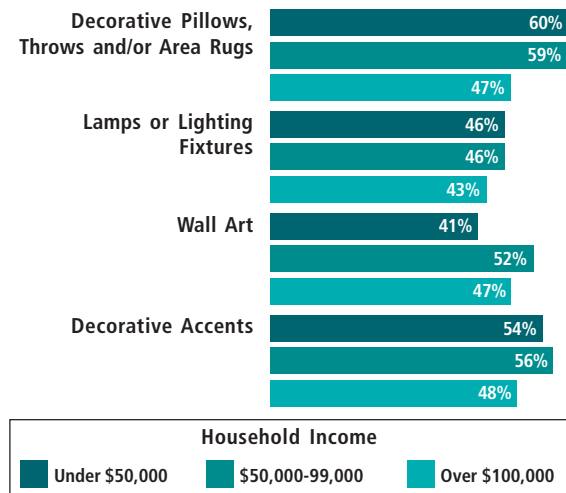 Decorative Pillows,
Throws and/or Area Rugs
60%
59%
47%
Lamps or Lighting
Fixtures
46%
46%
43%
Wall Art
41%
52%
47%
Decorative Accents
54%
56%
48%
Household Income
Under $50,000
$50,000-99,000
Over $100,000